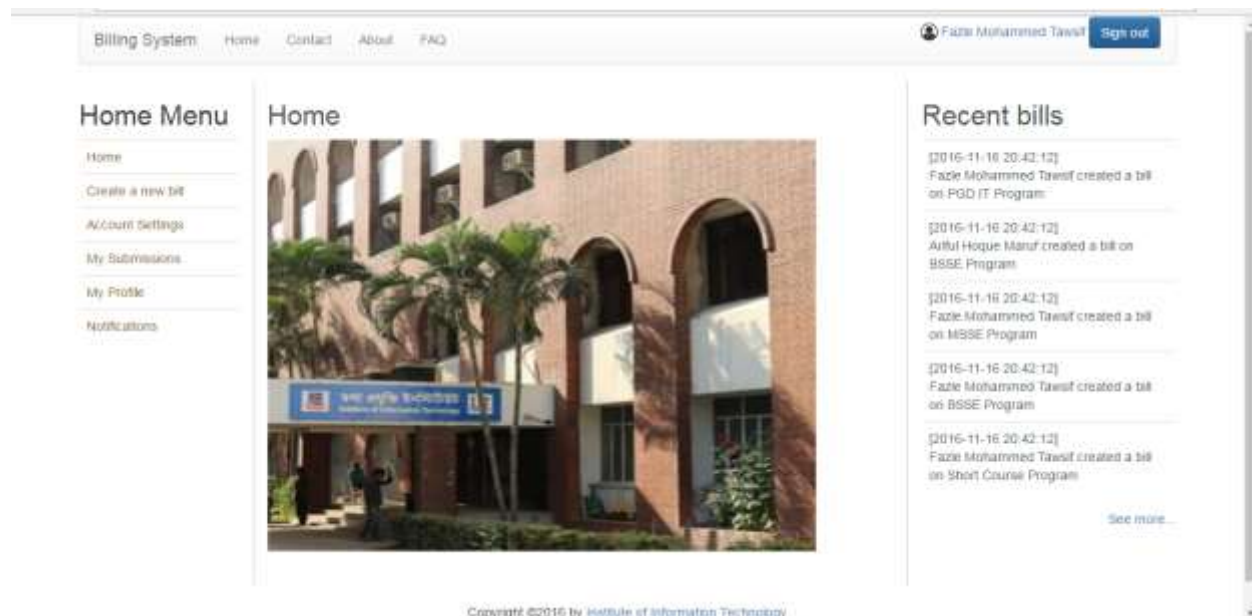 Billing System Home Contact About FAQ
Fazle Mohammed Tawsif Sign out
Home Menu
Home
Create a new bill
Account Settings
My Submissions
My Profile
Notifications
Home
তথ্য প্রযুক্তি ইনস্টিটিউট
Institute of Information Technology
Recent bills
[2016-11-16 20:42:12]
Fazle Mohammed Tawsif created a bill
on PGD IT Program
[2016-11-16 20:42:12]
Ariful Hoque Maruf created a bill on
BSSE Program
[2016-11-16 20:42:12]
Fazle Mohammed Tawsif created a bill
on MSSE Program
[2016-11-16 20:42:12]
Fazle Mohammed Tawsif created a bill
on BSSE Program
[2016-11-16 20:42:12]
Fazle Mohammed Tawsif created a bill
on Short Course Program
See more...
Copyright ©2016 by Institute of Information Technology